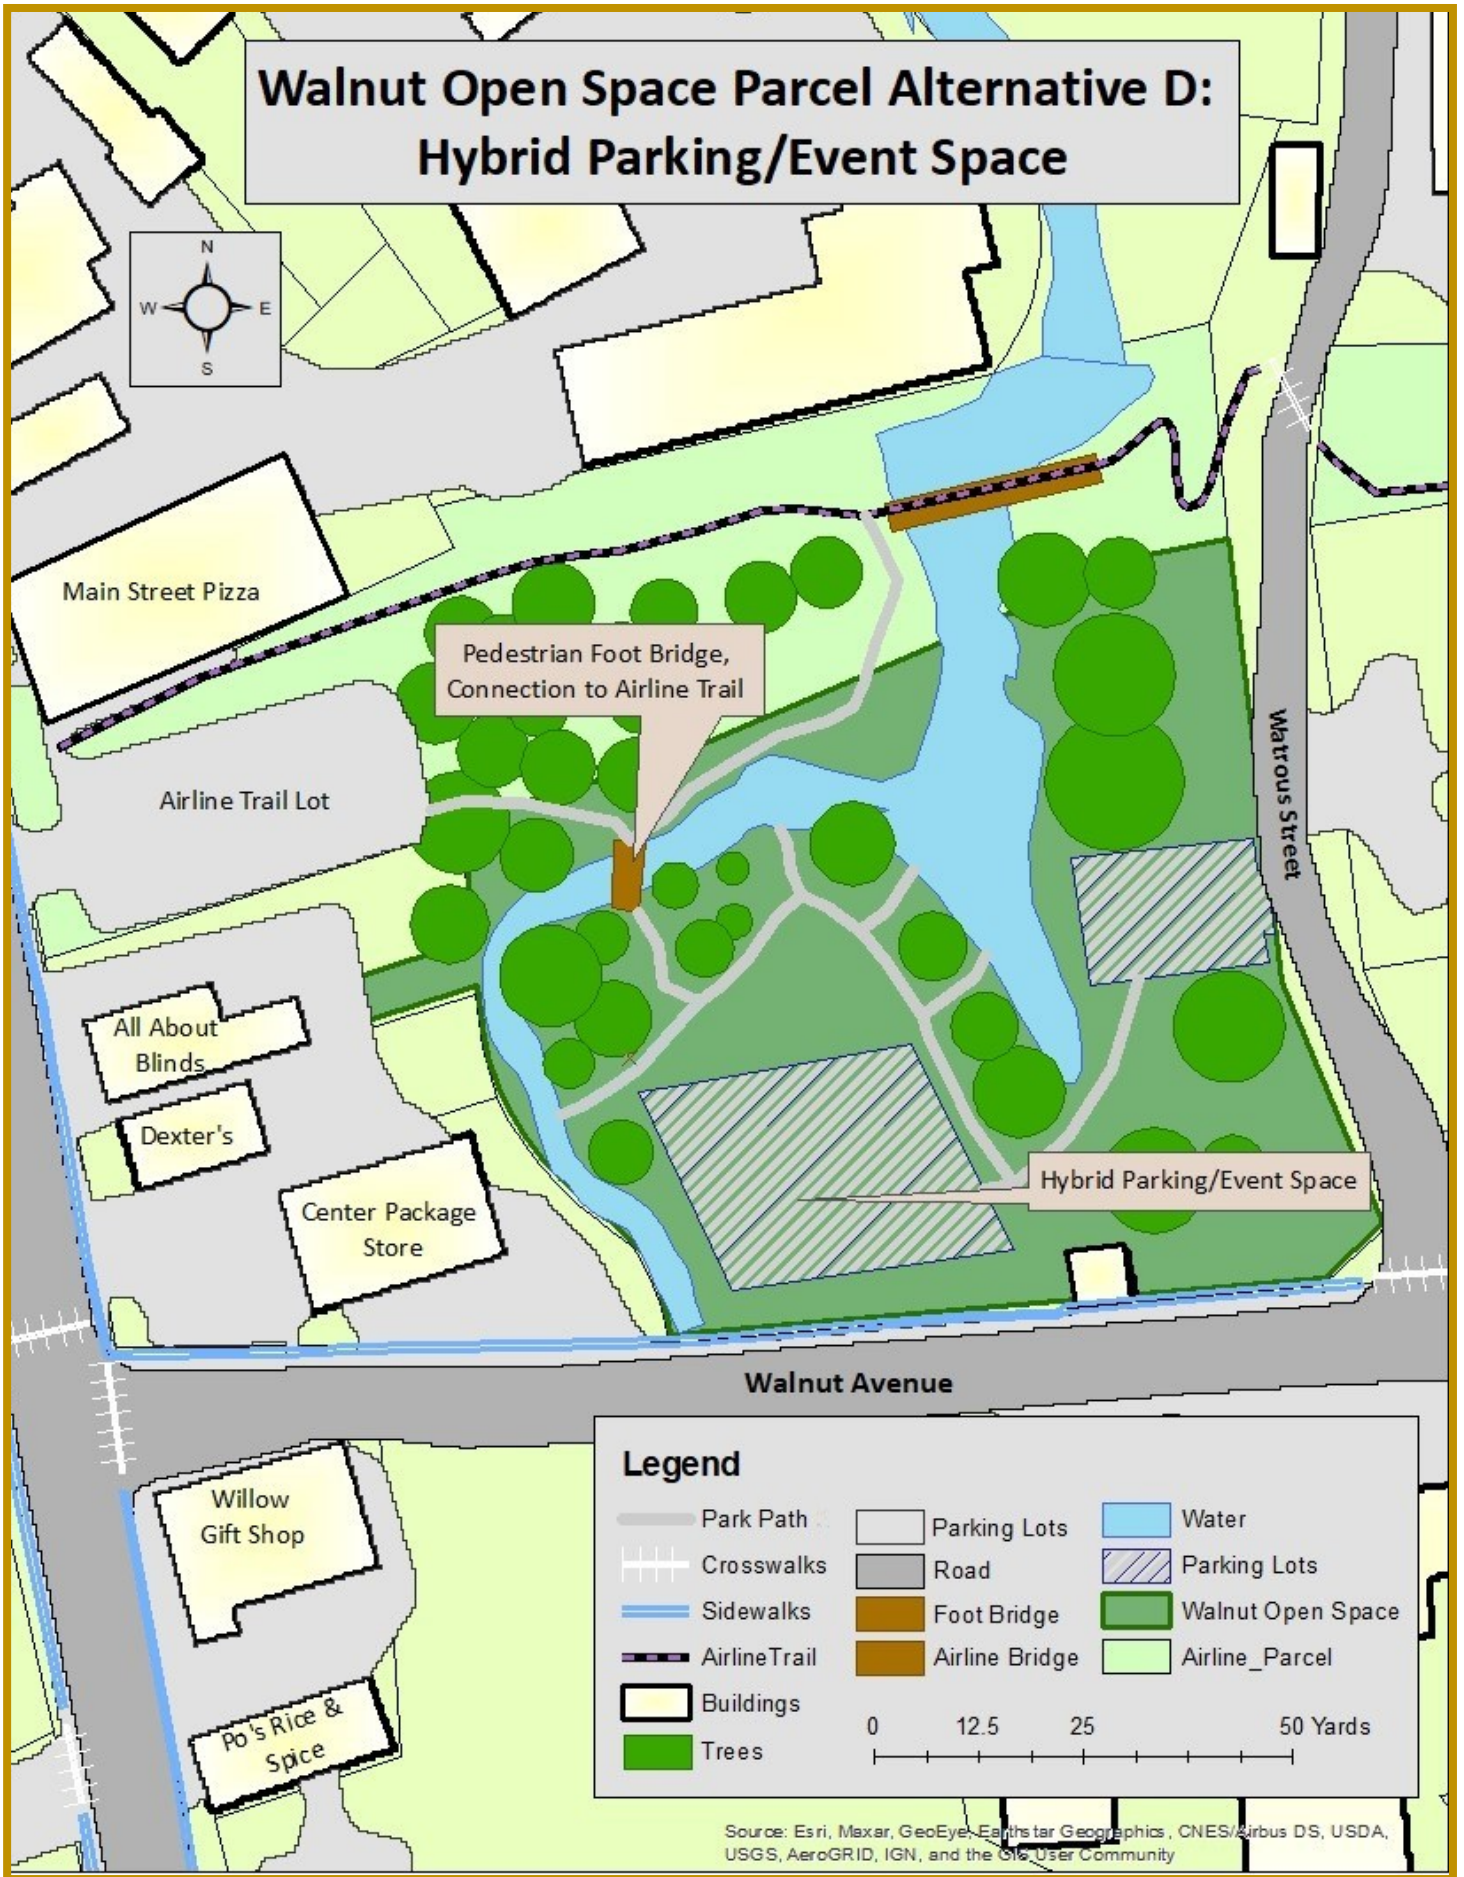 Walnut Open Space Parcel Alternative D:
Hybrid Parking/Event Space
N
W
E
S
Main Street Pizza
Pedestrian Foot Bridge,
Connection to Airline Trail
Airline Trail Lot
Watrous Street
All About
Blinds
Dexter's
Center Package
Store
Hybrid Parking/Event Space
Walnut Avenue
Willow
Gift Shop
Po's Rice &
Spice
Legend
Park Path
Crosswalks
Sidewalks
AirlineTrail
Buildings
Trees
Parking Lots
Road
Foot Bridge
Airline Bridge
Water
Parking Lots
Walnut Open Space
Airline_Parcel
0 12.5 25 50 Yards
Source: Esri, Maxar, GeoEye, Earthstar Geographics, CNES/Airbus DS, USDA,
USGS, AeroGRID, IGN, and the GIS User Community